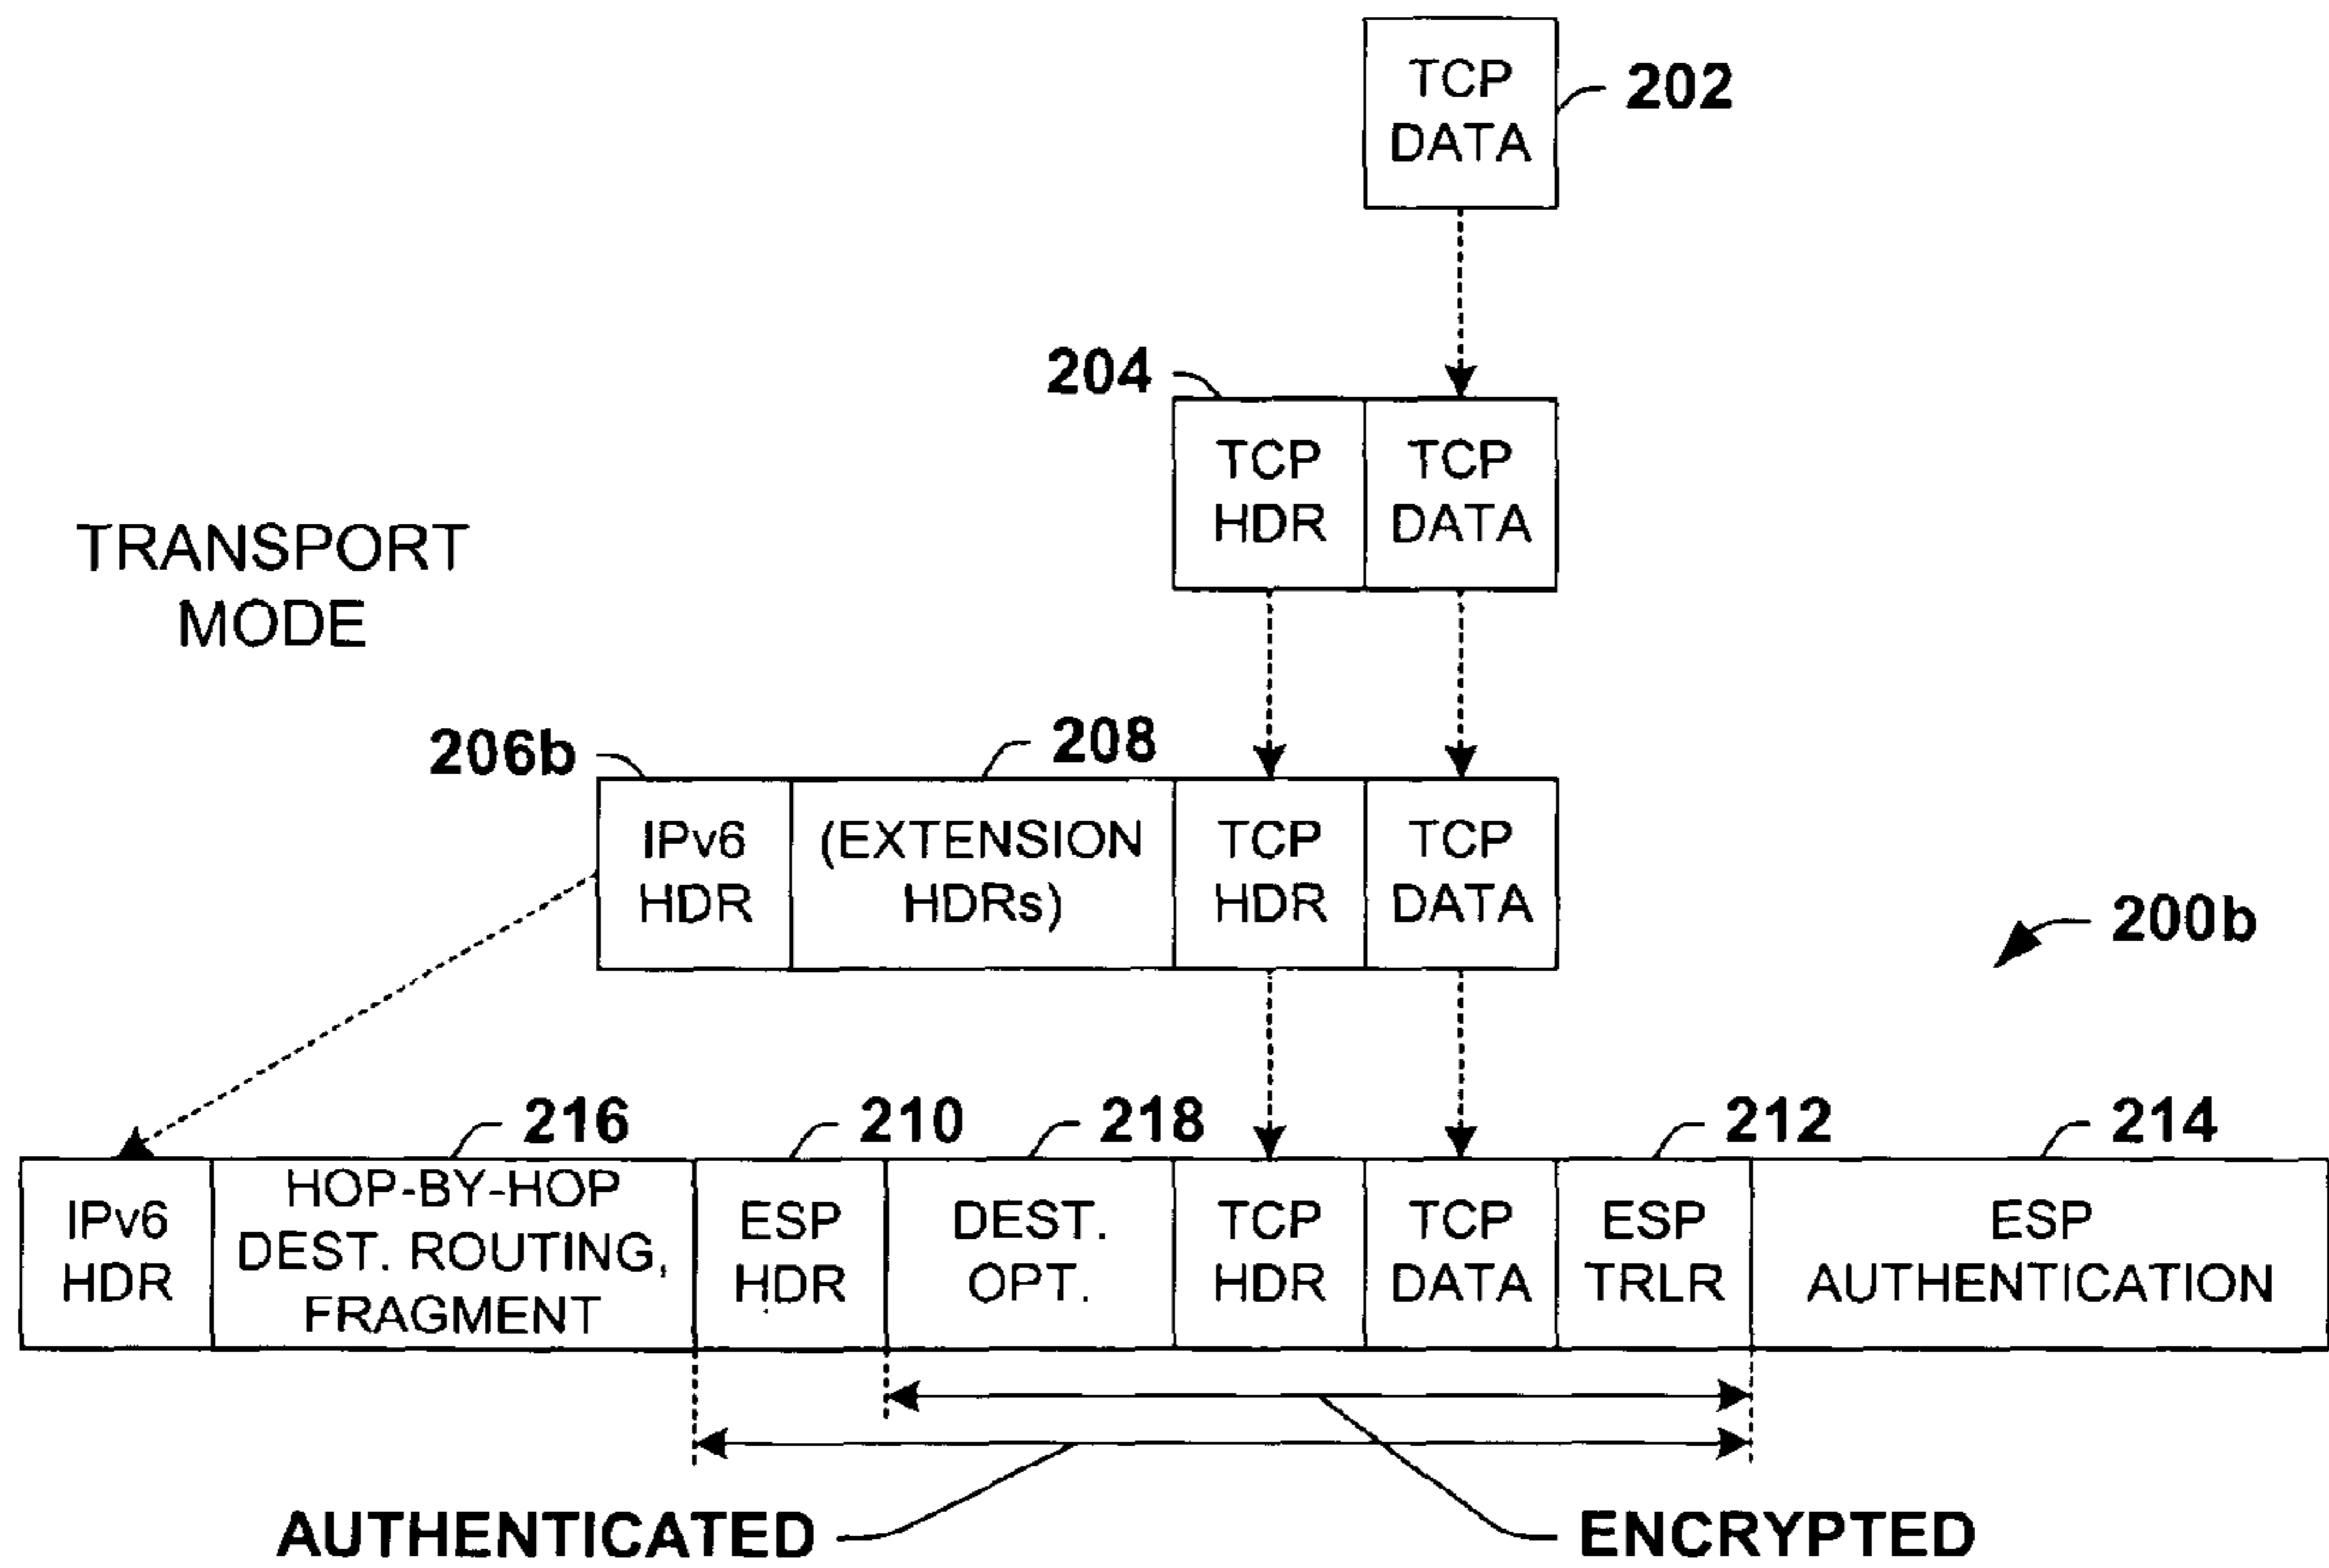 TCP
DATA
202
204
TCP
HDR
TCP
DATA
TRANSPORT
MODE
206b
208
IPv6
HDR
(EXTENSION
HDRs)
TCP
HDR
TCP
DATA
200b
216
210
218
212
214
IPv6
HDR
HOP-BY-HOP
DEST. ROUTING,
FRAGMENT
ESP
HDR
DEST.
OPT.
TCP
HDR
TCP
DATA
ESP
TRLR
ESP
AUTHENTICATION
AUTHENTICATED
ENCRYPTED